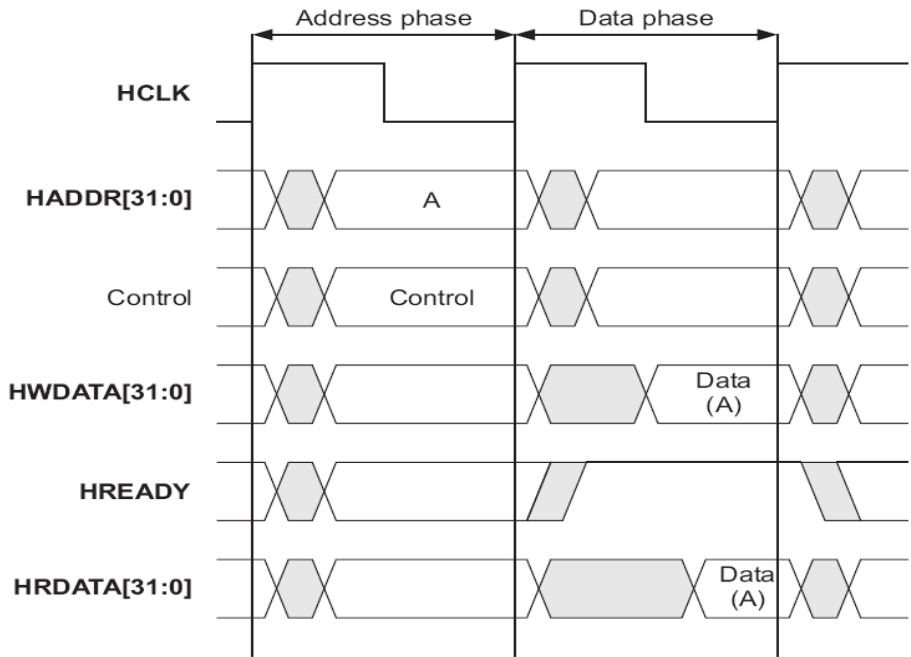 Address phase Data phase
HCLK
HADDR[31:0] A
Control Control
HWDATA[31:0] Data
(A)
HREADY
HRDATA[31:0] Data
(A)